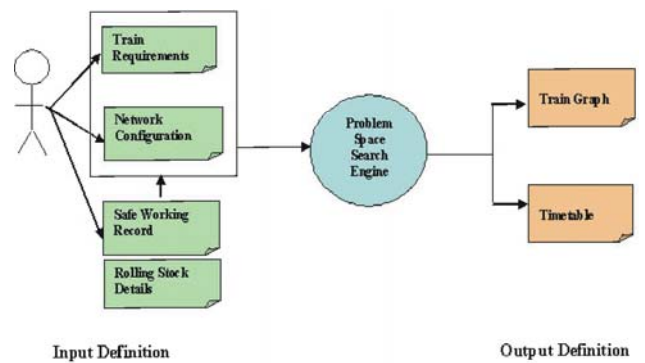 Train
Requirements
Network
Configuration
Safe Working
Record
Rolling Stock
Details
Problem
Space
Search
Engine
Train Graph
Timetable
Input Definition
Output Definition